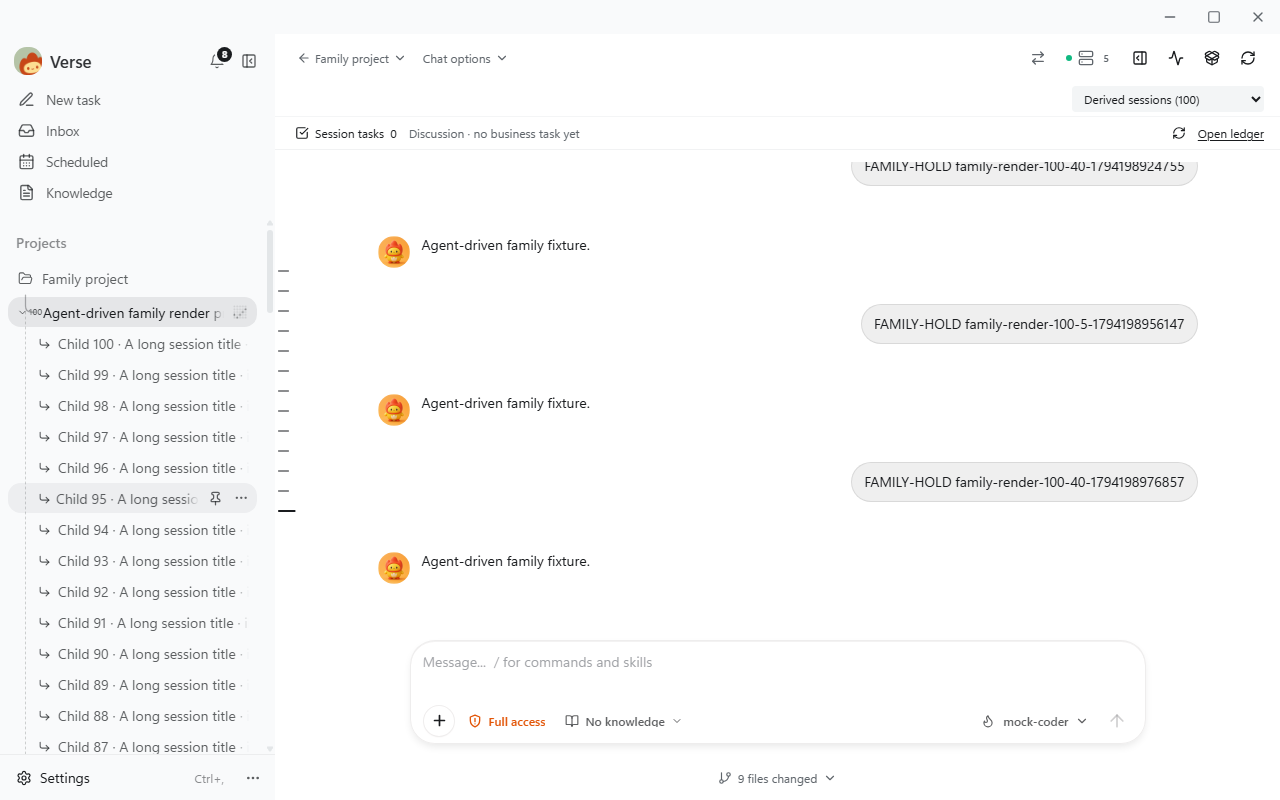 Verse
8
New task
Inbox
Scheduled
Knowledge
Projects
Family project
100 Agent-driven family render p
Child 100 · A long session title
Child 99 · A long session title ·
Child 98 · A long session title ·
Child 97 · A long session title ·
Child 96 · A long session title ·
Child 95 · A long sessio
Child 94 · A long session title ·
Child 93 · A long session title ·
Child 92 · A long session title ·
Child 91 · A long session title ·
Child 90 · A long session title ·
Child 89 · A long session title ·
Child 88 · A long session title ·
Child 87 · A long session title ·
Settings
Ctrl+,
Family project
Chat options
5
Derived sessions (100)
Session tasks 0
Discussion · no business task yet
Open ledger
FAMILY-HOLD family-render-100-40-1794198924755
Agent-driven family fixture.
FAMILY-HOLD family-render-100-5-1794198956147
Agent-driven family fixture.
FAMILY-HOLD family-render-100-40-1794198976857
Agent-driven family fixture.
Message... / for commands and skills
Full access
No knowledge
mock-coder
9 files changed